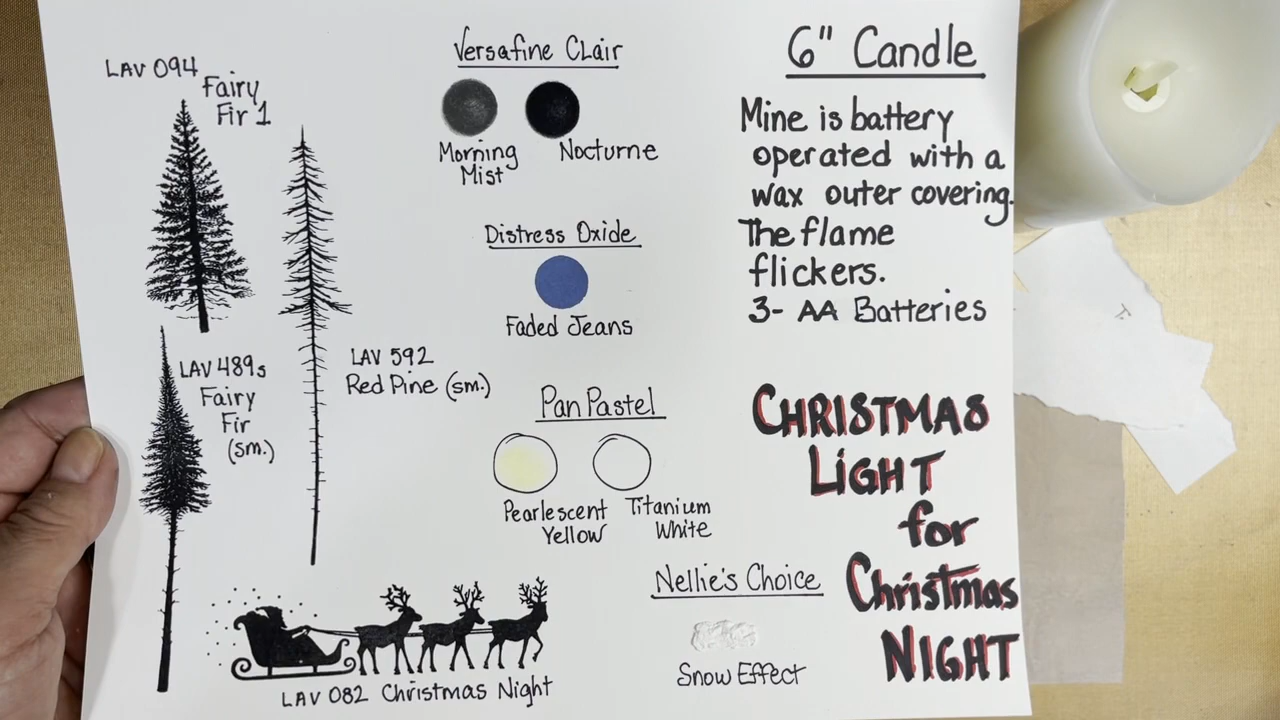 LAV 094
Fairy
Fir 1
LAV 489s
Fairy
Fir
(sm.)
LAV 592
Red Pine (sm.)
LAV 082 Christmas Night
Versafine CLair
Morning
Mist
Nocturne
Distress Oxide
Faded Jeans
Pan Pastel
Pearlescent
Yellow
Titanium
White
Nellie's Choice
Snow Effect
6" Candle
Mine is battery
operated with a
wax outer covering.
The flame
flickers.
3- AA Batteries
CHRISTMAS
LiGHT
for
Christmas
NIGHT